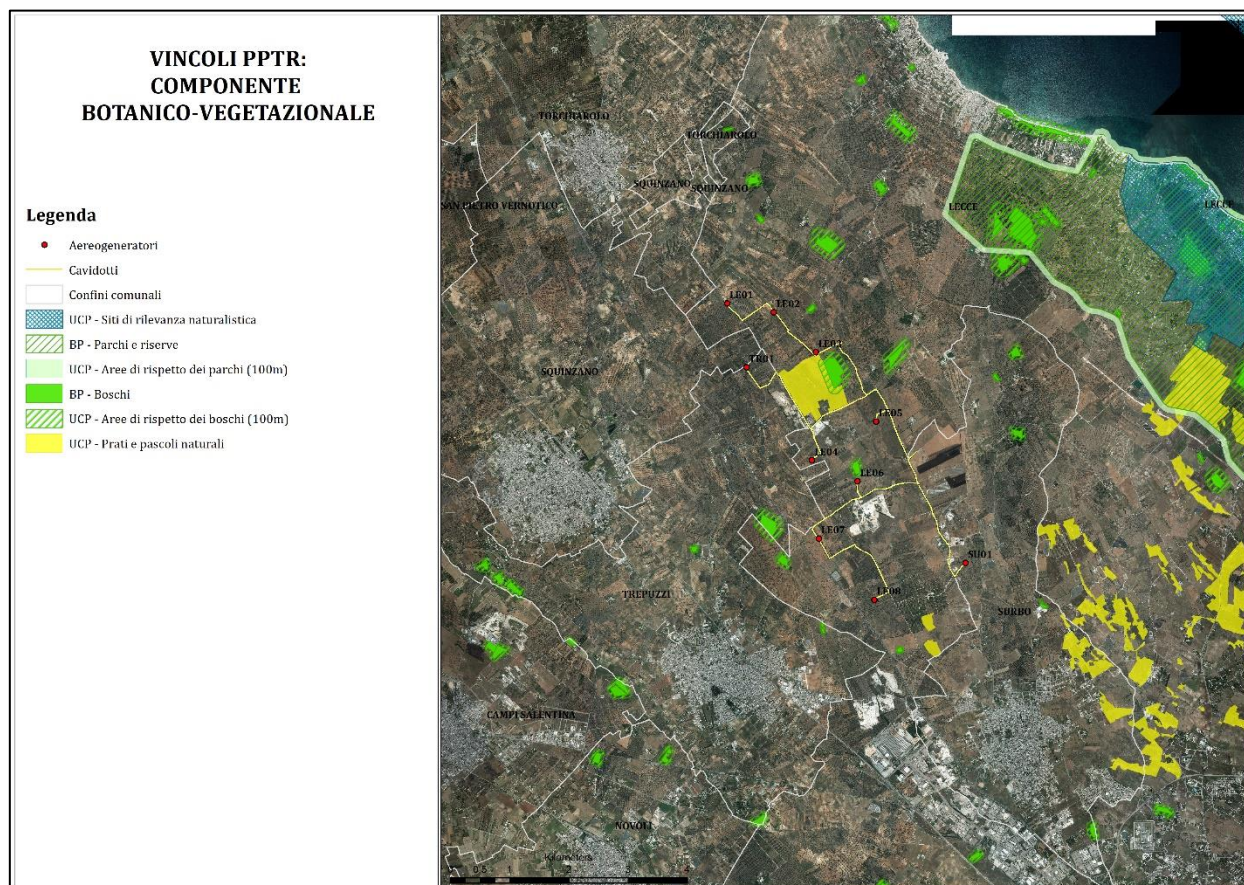 VINCOLI PPTR:
COMPONENTE
BOTANICO-VEGETAZIONALE
Legenda
Aereogeneratori
Cavidotti
Confini comunali
UCP - Siti di rilevanza naturalistica
BP - Parchi e riserve
UCP - Aree di rispetto dei parchi (100m)
BP - Boschi
UCP - Aree di rispetto dei boschi (100m)
UCP - Prati e pascoli naturali
TORCHIAROLO
TORCHIAROLO
SQUINZANO
SQUINZANO
SAN PIETRO VERNOTICO
LECCE
LECCE
LE01
LE02
LE03
TR01
SQUINZANO
LE05
LE04
LE06
LE07
SU01
TREPUZZI
LE08
SURBO
CAMPI SALENTINA
NOVOLI
Kilometers